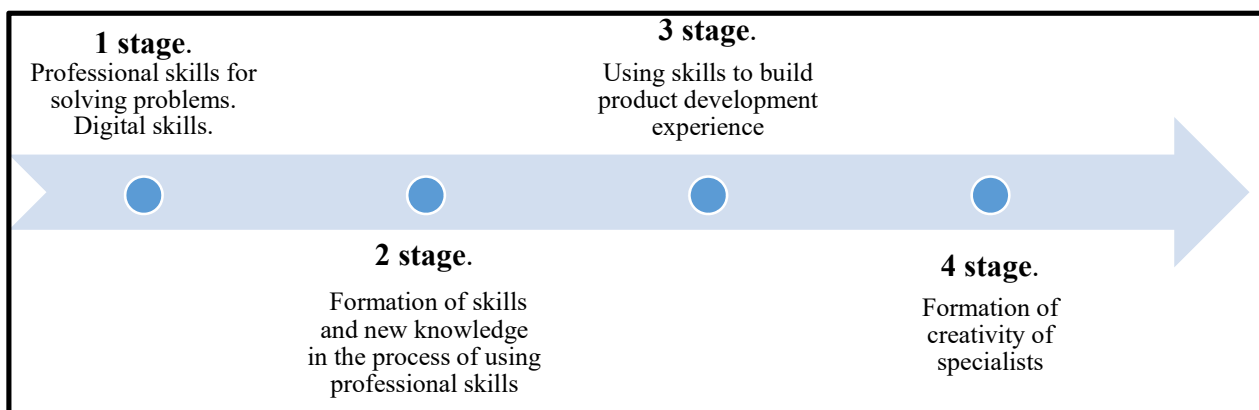 1 stage.
Professional skills for
solving problems.
Digital skills.
2 stage.
Formation of skills
and new knowledge
in the process of using
professional skills
3 stage.
Using skills to build
product development
experience
4 stage.
Formation of
creativity of
specialists